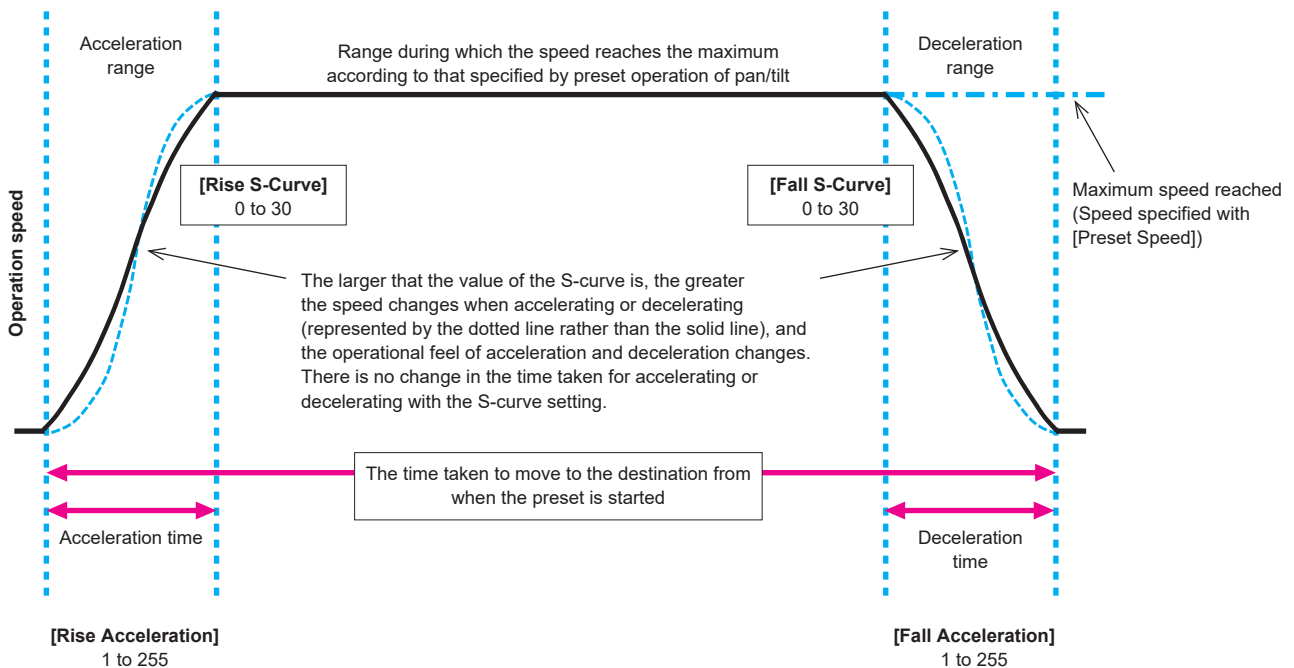 Acceleration
range
Range during which the speed reaches the maximum
according to that specified by preset operation of pan/tilt
Deceleration
range
[Rise S-Curve]
0 to 30
[Fall S-Curve]
0 to 30
Maximum speed reached
(Speed specified with
[Preset Speed])
Operation speed
The larger that the value of the S-curve is, the greater
the speed changes when accelerating or decelerating
(represented by the dotted line rather than the solid line), and
the operational feel of acceleration and deceleration changes.
There is no change in the time taken for accelerating or
decelerating with the S-curve setting.
The time taken to move to the destination from
when the preset is started
Acceleration time
Deceleration
time
[Rise Acceleration]
1 to 255
[Fall Acceleration]
1 to 255